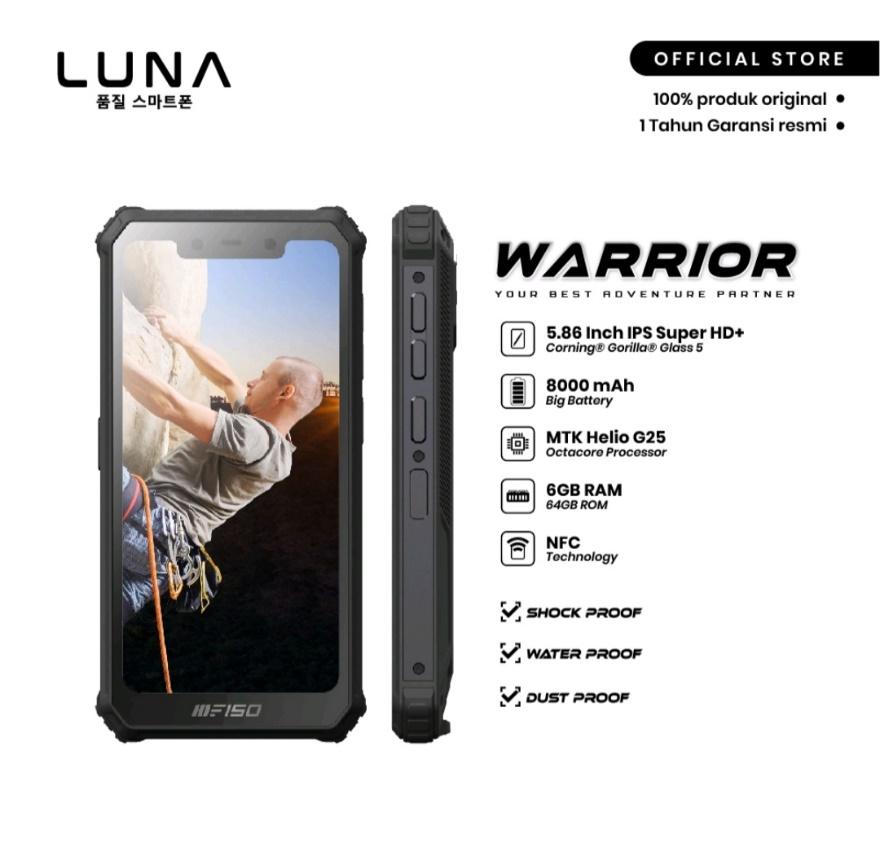 LUNA
품질 스마트폰
OFFICIAL STORE
100% produk original
1 Tahun Garansi resmi
WARRIOR
YOUR BEST ADVENTURE PARTNER
5.86 Inch IPS Super HD+
Corning® Gorilla® Glass 5
8000 mAh
Big Battery
MTK Helio G25
Octacore Processor
6GB RAM
64GB ROM
NFC
Technology
SHOCK PROOF
WATER PROOF
DUST PROOF